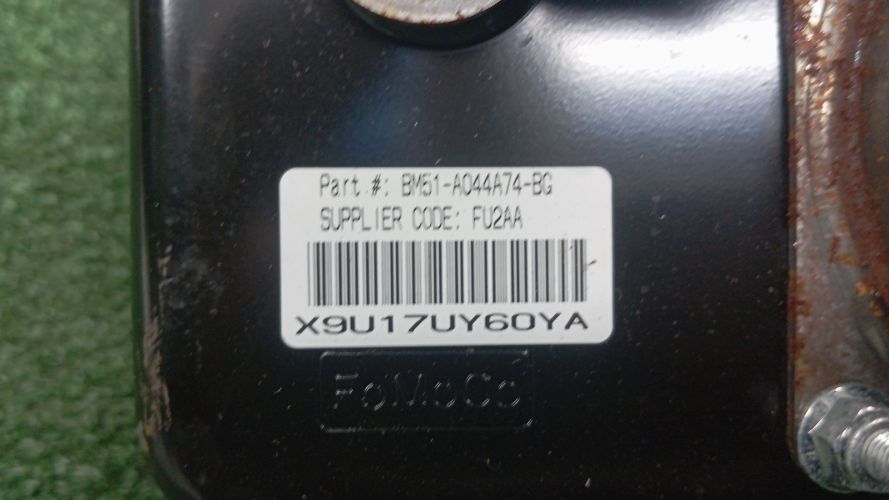 Part #: BM51-A044A74-BG
SUPPLIER CODE: FU2AA
X9U17UY60YA
FoMoCo